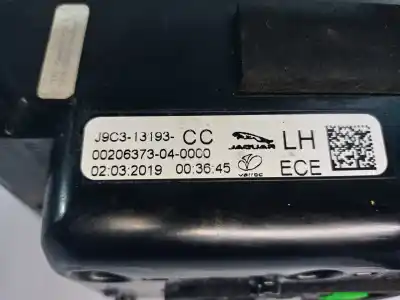 J9C3-13193- CC JAGUAR LH
00206373-04-0000
02:03:2019 00:36:45 valeo ECE